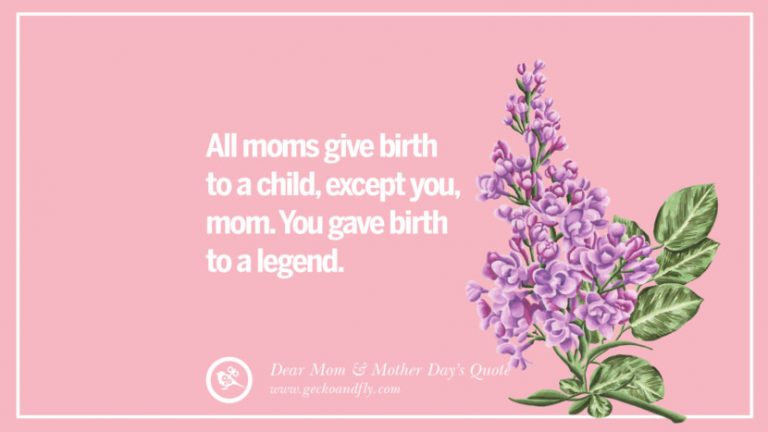 All moms give birth
to a child, except you,
mom. You gave birth
to a legend.
Dear Mom & Mother Day's Quote
www.geckoandfly.com